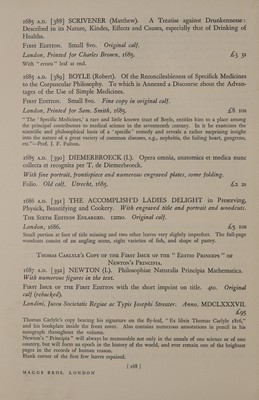 1685 A.D. [388] SCRIVENER (Matthew). A Treatise against Drunkennesse:
Described in its Nature, Kindes, Effects and Causes, especially that of Drinking of
Healths.
FIRST EDITION. Small 8vo. Original calf.
London, Printed for Charles Brown, 1685. £3 3s
With "errata" leaf at end.
1685 A.D. [389] BOYLE (Robert). Of the Reconcileableness of Specifick Medicines
to the Corpuscular Philosophy. To which is Annexed a Discourse about the Advan-
tages of the Use of Simple Medicines.
FIRST EDITION. Small 8vo. Fine copy in original calf.
London, Printed for Sam. Smith, 1685. £8 10s
"The 'Specific Medicines,' a rare and little known tract of Boyle, entitles him to a place among
the principal contributors to medical science in the seventeenth century. In it he examines the
scientific and philosophical basis of a 'specific' remedy and reveals a rather surprising insight
into the nature of a great variety of common diseases, e.g., nephritis, the foiling heart, gangrene,
etc."—Prof. J. F. Fulton.
1685 A.D. [390] DIEMERBROECK (I.). Opera omnia, anatomica et medica nunc
collecta et recognita per T. de Diemerbroeck.
With fine portrait, frontispiece and numerous engraved plates, some folding.
Folio. Old calf. Utrecht, 1685. £2 2s
1686 A.D. [391] THE ACCOMPLISH'D LADIES DELIGHT in Preserving,
Physick, Beautifying and Cookery. With engraved title and portrait and woodcuts.
THE SIXTH EDITION ENLARGED. 12mo. Original calf.
London, 1686. £5 10s
Small portion at foot of title missing and two other leaves very slightly imperfect. The full-page
woodcuts consist of an angling scene, eight varieties of fish, and shape of pastry.
THOMAS CARLYLE'S COPY OF THE FIRST ISSUE OF THE "EDITIO PRINCEPS" OF
NEWTON'S PRINCIPIA.
1687 A.D. [392] NEWTON (I.). Philosophiae Naturalis Principia Mathematica.
With numerous figures in the text.
FIRST ISSUE OF THE FIRST EDITION with the short imprint on title. 4to. Original
calf (rebacked).
Londini, Jussu Societatis Regiae ac Typis Josephi Streater. Anno, MDCLXXXVII.
£95
Thomas Carlyle's copy bearing his signature on the fly-leaf, "Ex libris Thomae Carlyle 1816,"
and his bookplate inside the front cover. Also contains numerous annotations in pencil in his
autograph throughout the volume.
Newton's "Principia" will always be memorable not only in the annals of one science or of one
country, but will form an epoch in the history of the world, and ever remain one of the brightest
pages in the records of human reason.
Blank corner of the first few leaves repaired.
[ 168 ]
MAGGS BROS. LONDON